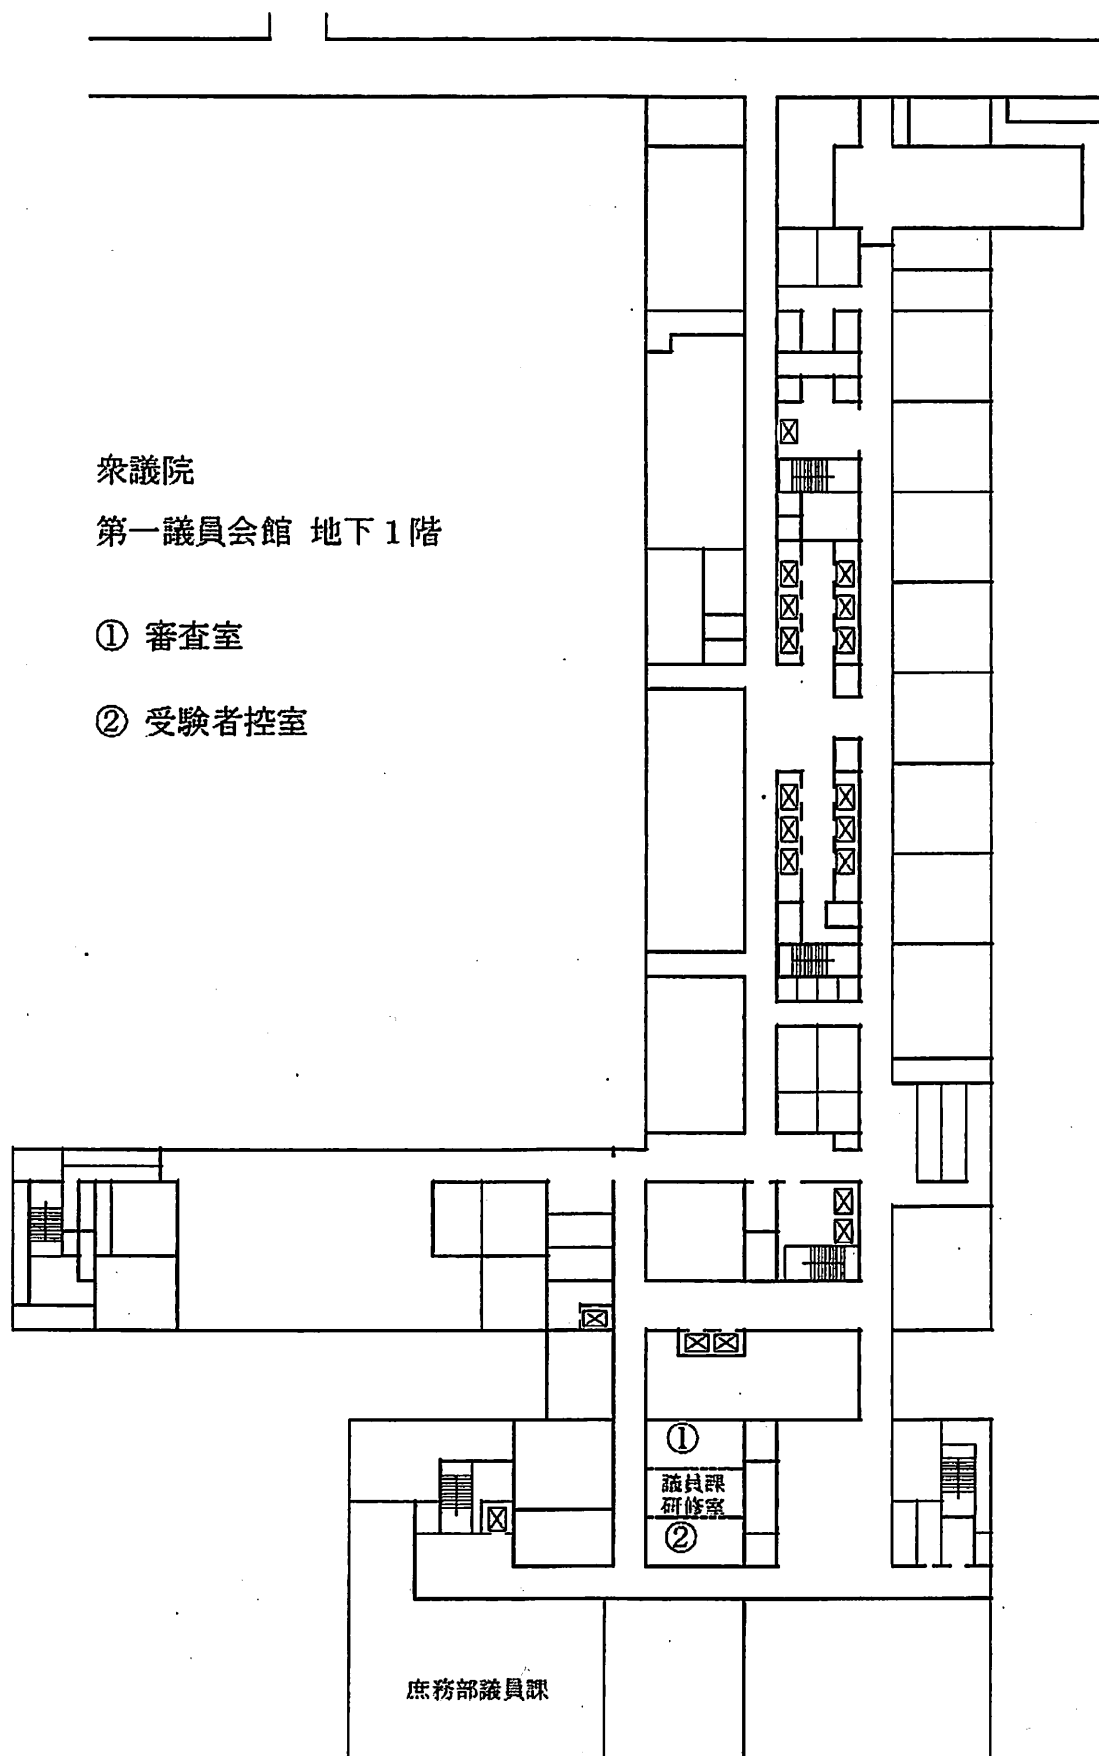 衆議院
第一議員会館 地下1階
① 審査室
② 受験者控室
①
議員課
研修室
②
庶務部議員課